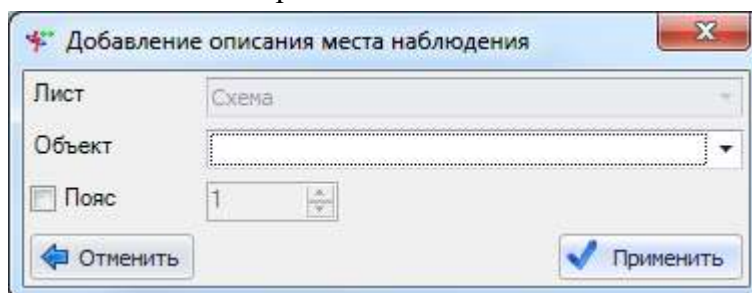 Добавление описания места наблюдения
Лист Схема
Объект
Пояс 1
Отменить Применить